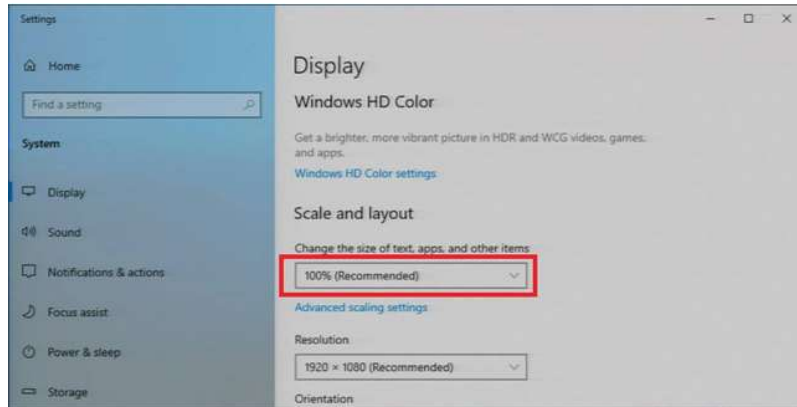 Settings
Home
Find a setting
System
Display
Sound
Notifications & actions
Focus assist
Power & sleep
Storage
Display
Windows HD Color
Get a brighter, more vibrant picture in HDR and WCG videos, games,
and apps.
Windows HD Color settings
Scale and layout
Change the size of text, apps, and other items
100% (Recommended)
Advanced scaling settings
Resolution
1920 × 1080 (Recommended)
Orientation